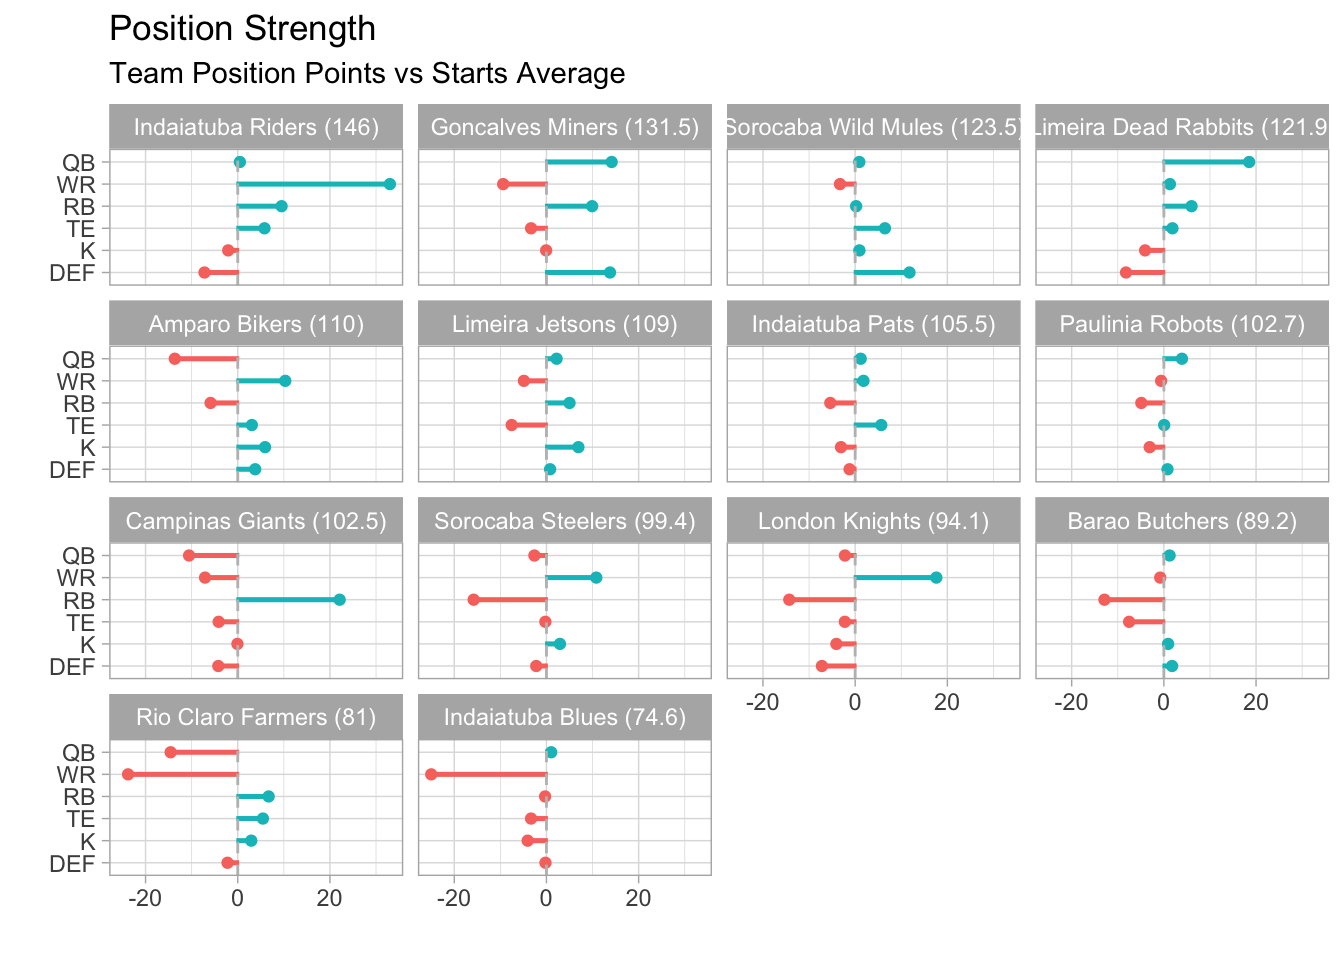 Position Strength
Team Position Points vs Starts Average
Indaiatuba Riders (146)
Goncalves Miners (131.5)
Sorocaba Wild Mules (123.5)
Limeira Dead Rabbits (121.9
QB
WR
RB
TE
K
DEF
Amparo Bikers (110)
Limeira Jetsons (109)
Indaiatuba Pats (105.5)
Paulinia Robots (102.7)
QB
WR
RB
TE
K
DEF
Campinas Giants (102.5)
Sorocaba Steelers (99.4)
London Knights (94.1)
Barao Butchers (89.2)
QB
WR
RB
TE
K
DEF
-20 0 20
-20 0 20
Rio Claro Farmers (81)
Indaiatuba Blues (74.6)
QB
WR
RB
TE
K
DEF
-20 0 20
-20 0 20